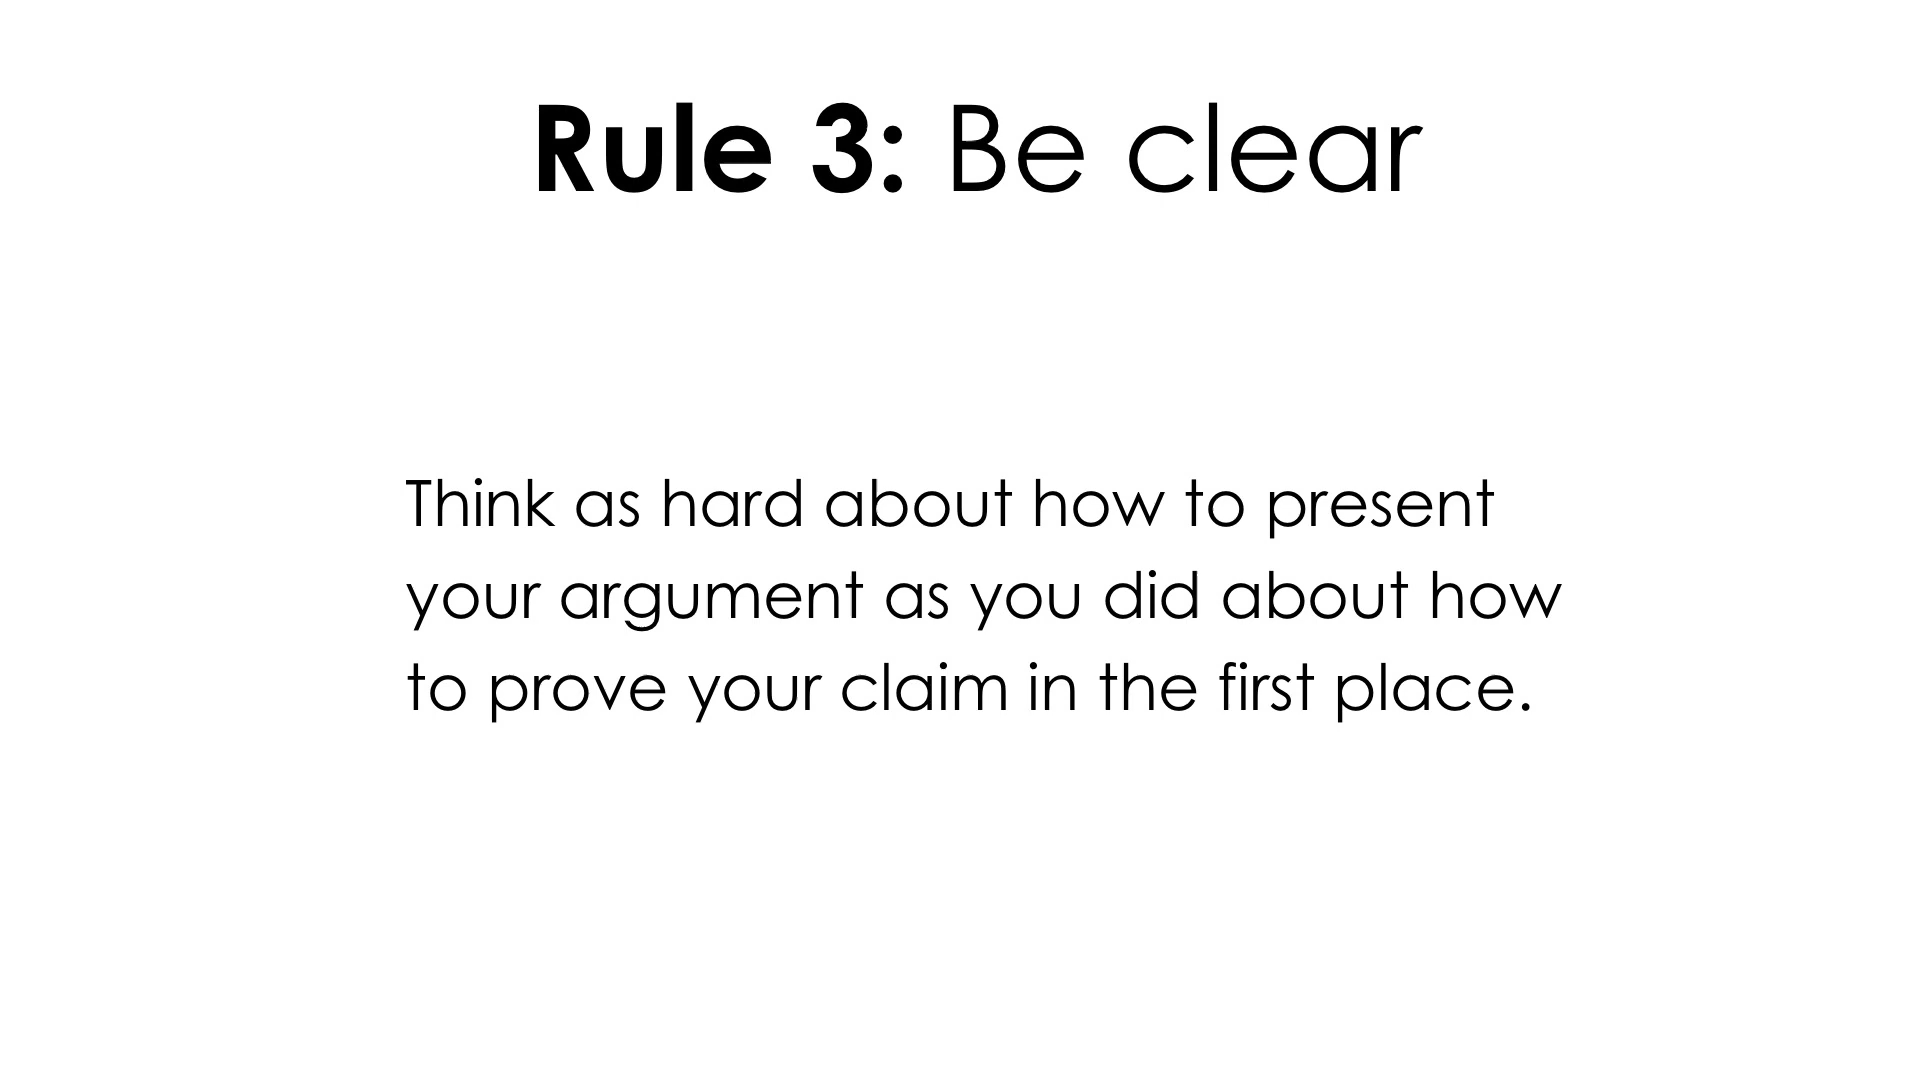 Rule 3: Be clear
Think as hard about how to present
your argument as you did about how
to prove your claim in the first place.